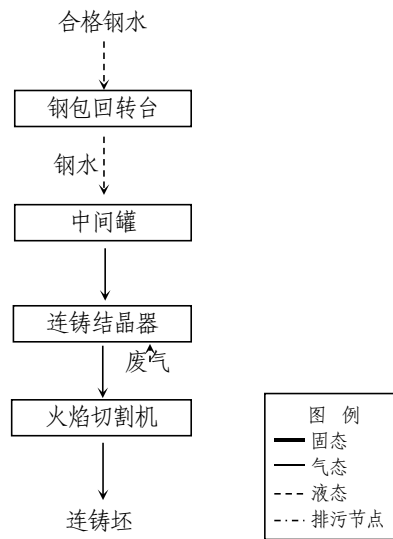 合格钢水
钢包回转台
钢水
中间罐
连铸结晶器
废气
火焰切割机
连铸坯
图 例
固态
气态
液态
排污节点